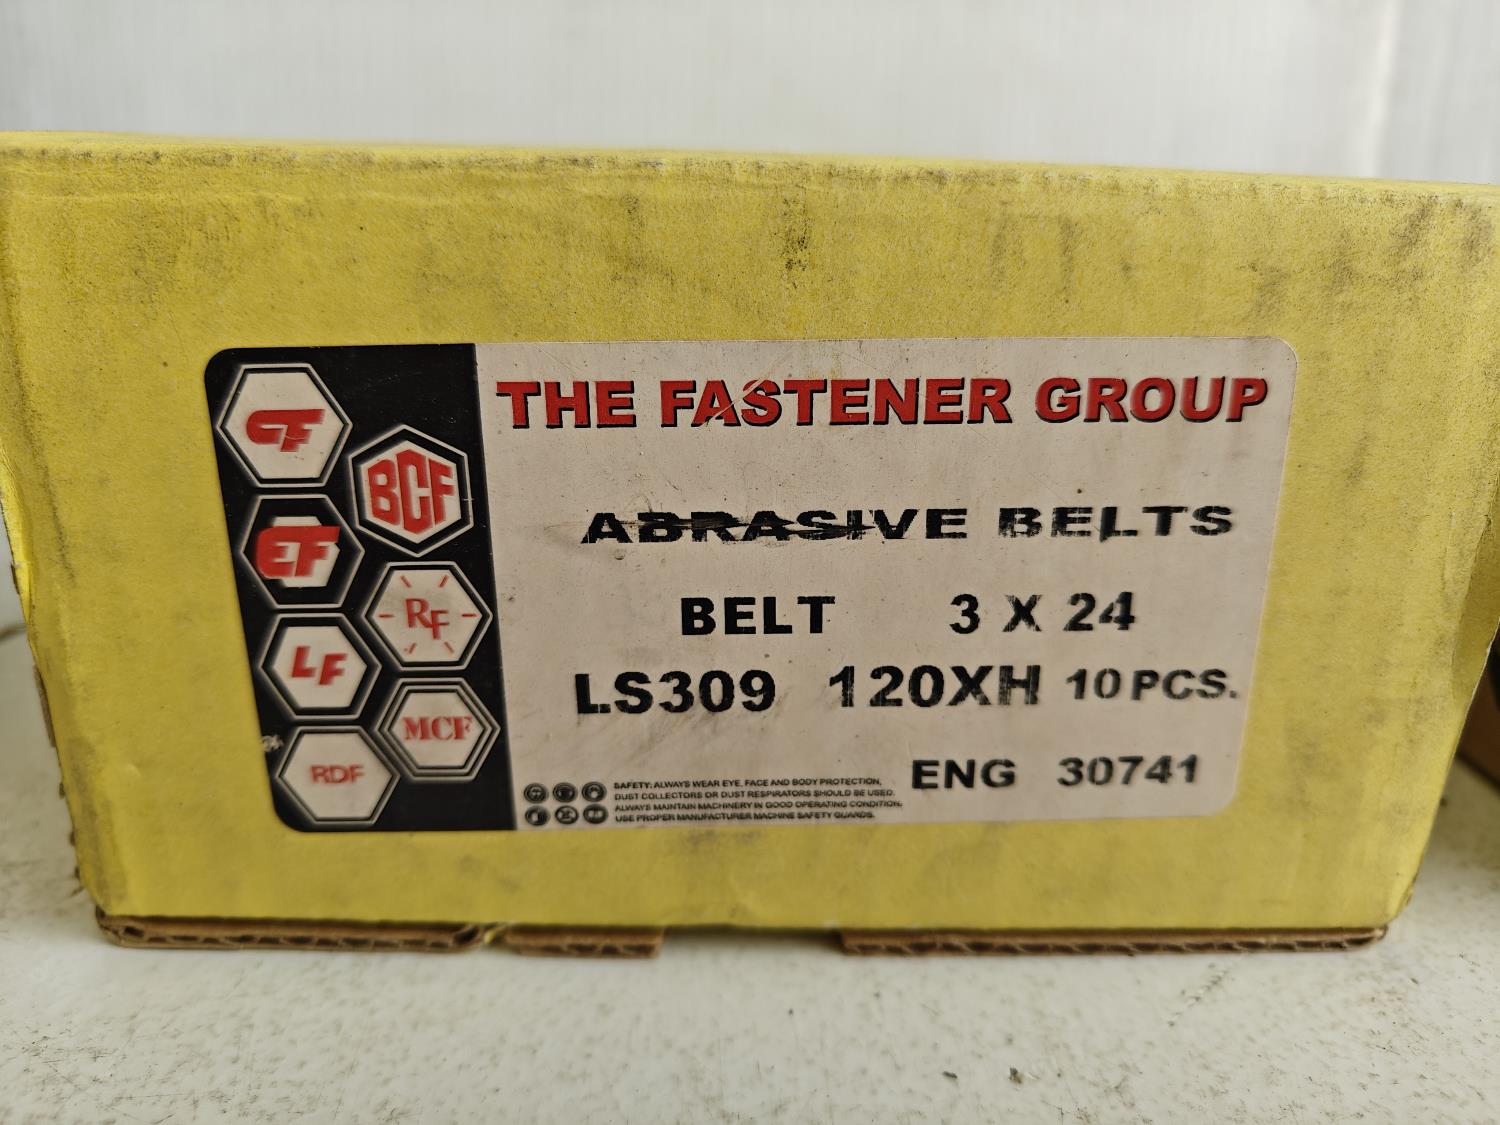 THE FASTENER GROUP
CF
BCF
EF
RF
LF
MCF
RDF
ABRASIVE BELTS
BELT 3 X 24
LS309 120XH 10 PCS.
ENG 30741
SAFETY: ALWAYS WEAR EYE, FACE AND BODY PROTECTION,
DUST COLLECTORS OR DUST RESPIRATORS SHOULD BE USED.
ALWAYS MAINTAIN MACHINERY IN GOOD OPERATING CONDITION,
USE PROPER MANUFACTURER MACHINE SAFETY GUARDS.